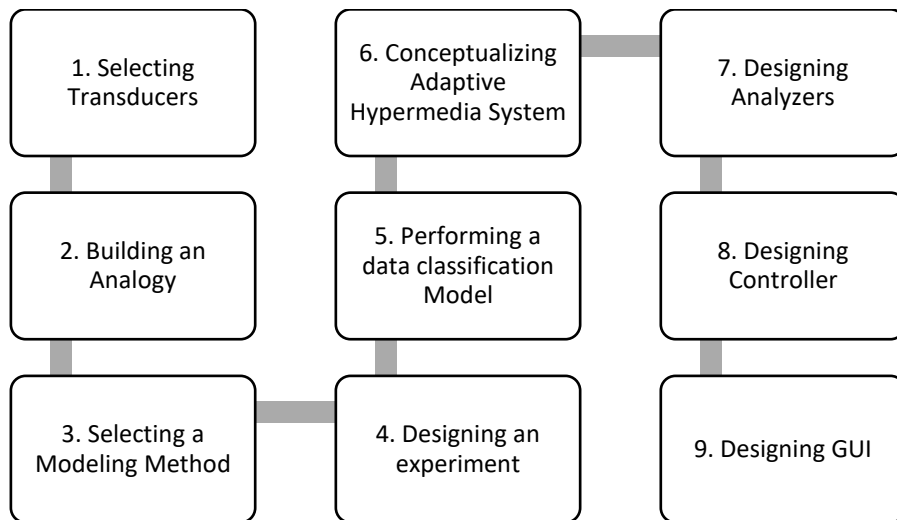 1. Selecting
Transducers
2. Building an
Analogy
3. Selecting a
Modeling Method
4. Designing an
experiment
5. Performing a
data classification
Model
6. Conceptualizing
Adaptive
Hypermedia System
7. Designing
Analyzers
8. Designing
Controller
9. Designing GUI